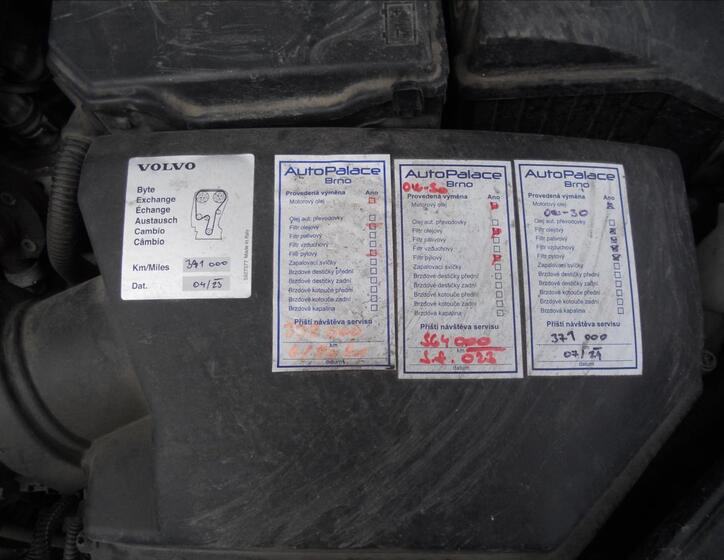 VOLVO
Byte
Exchange
Échange
Austausch
Cambio
Câmbio
Km/Miles
Dat. 04/23
Made in Italy
AutoPalace
Brno
Provedená výměna Ano
Motorový olej
Olej aut. převodovky
Filtr olejový
Filtr palivový
Filtr vzduchový
Filtr pylový
Zapalovací svíčky
Brzdové destičky přední
Brzdové destičky zadní
Brzdové kotouče přední
Brzdové kotouče zadní
Brzdová kapalina
Příští návštěva servisu
km
datum
AutoPalace
0W-30 Brno
Provedená výměna Ano
Motorový olej
Olej aut. převodovky
Filtr olejový
Filtr palivový
Filtr vzduchový
Filtr pylový
Zapalovací svíčky
Brzdové destičky přední
Brzdové destičky zadní
Brzdové kotouče přední
Brzdové kotouče zadní
Brzdová kapalina
Příští návštěva servisu
364 000
km
datum
AutoPalace
Brno
Provedená výměna Ano
Motorový olej
0W-30
Olej aut. převodovky
Filtr olejový
Filtr palivový
Filtr vzduchový
Filtr pylový
Zapalovací svíčky
Brzdové destičky přední
Brzdové destičky zadní
Brzdové kotouče přední
Brzdové kotouče zadní
Brzdová kapalina
Příští návštěva servisu
371 000
07/24
datum